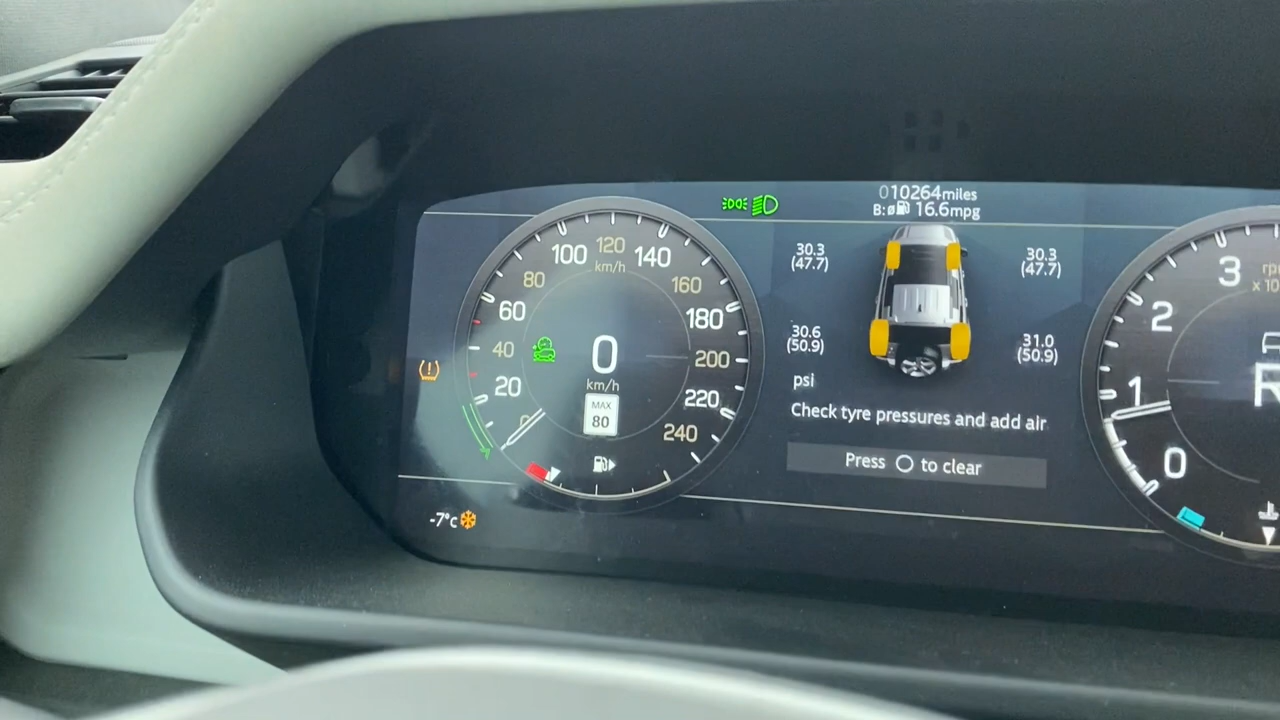 010264miles
B:ø 16.6mpg
30.3
(47.7)
30.3
(47.7)
30.6
(50.9)
31.0
(50.9)
psi
Check tyre pressures and add air
Press O to clear
0
20
40
60
80
100
120
140
160
180
200
220
240
km/h
0
km/h
MAX
80
-7°c
0
1
2
3
R